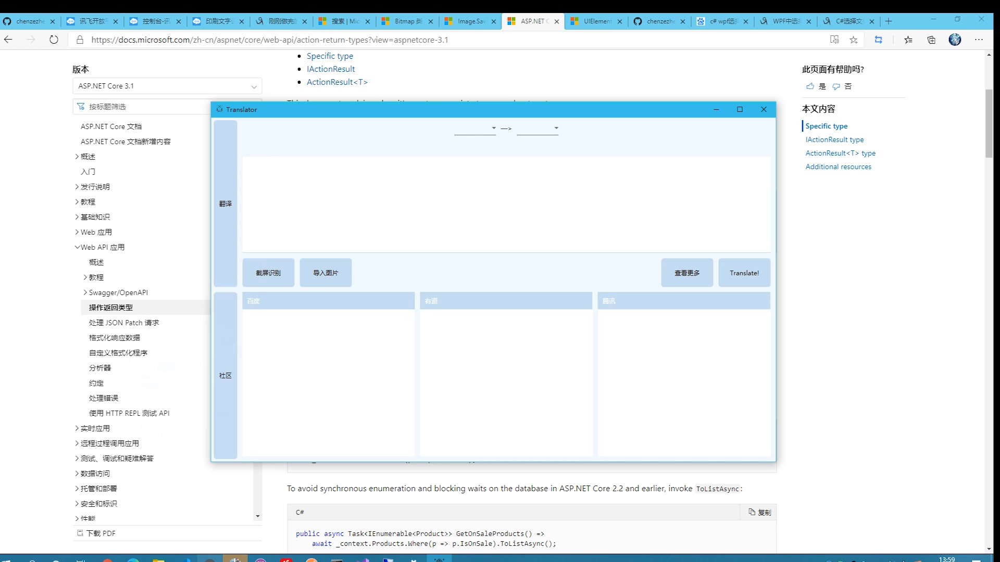 chenzezhe
讯飞开放平
控制台-讯
印刷文字识
刚刚做完的
搜索 | Mic
Bitmap 类
Image.Sav
ASP.NET C
UIElement
chenzezhe
c# wpf选择
WPF中选择
C#选择文件
https://docs.microsoft.com/zh-cn/aspnet/core/web-api/action-return-types?view=aspnetcore-3.1
版本
ASP.NET Core 3.1
按标题筛选
ASP.NET Core 文档
ASP.NET Core 文档新增内容
概述
入门
发行说明
教程
基础知识
Web 应用
Web API 应用
概述
教程
Swagger/OpenAPI
操作返回类型
处理 JSON Patch 请求
格式化响应数据
自定义格式化程序
分析器
约定
处理错误
使用 HTTP REPL 测试 API
实时应用
远程过程调用应用
测试、调试和疑难解答
数据访问
托管和部署
安全和标识
性能
下载 PDF
Specific type
IActionResult
ActionResult<T>
Translator
—>
翻译
截屏识别
导入图片
查看更多
Translate!
社区
百度
有道
腾讯
To avoid synchronous enumeration and blocking waits on the database in ASP.NET Core 2.2 and earlier, invoke ToListAsync:
C#
复制
public async Task<IEnumerable<Product>> GetOnSaleProducts() =>
await _context.Products.Where(p => p.IsOnSale).ToListAsync();
此页面有帮助吗?
是 否
本文内容
Specific type
IActionResult type
ActionResult<T> type
Additional resources
13:59